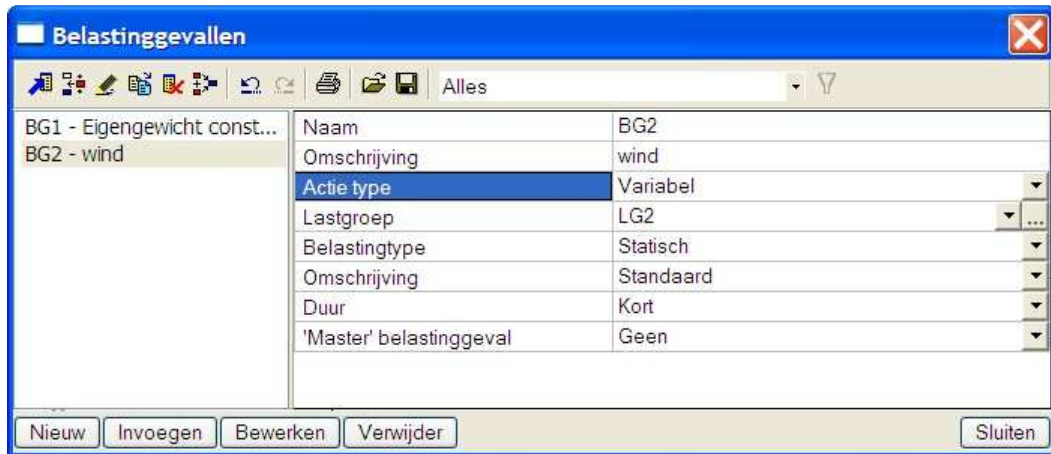 Belastinggevallen
Alles
BG1 - Eigengewicht const...
BG2 - wind
Naam BG2
Omschrijving wind
Actie type Variabel
Lastgroep LG2 ...
Belastingtype Statisch
Omschrijving Standaard
Duur Kort
'Master' belastinggeval Geen
Nieuw Invoegen Bewerken Verwijder Sluiten